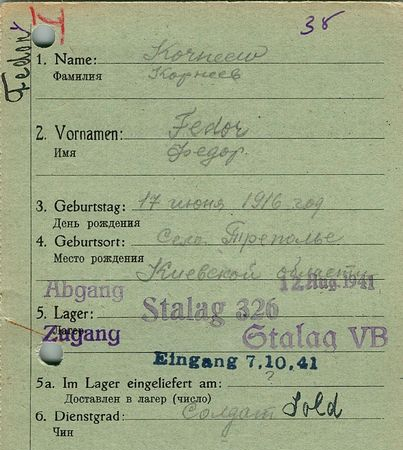 Fedor I 38
1. Name: Korneew
Фамилия Корнеев
2. Vornamen: Fedor
Имя Федор.
3. Geburtstag: 17 июня 1916 год
День рождения
4. Geburtsort: Село Треполье
Место рождения
Киевской области
Abgang 12. Aug. 1941
5. Lager: Stalag 326
Лагерь
Zugang Stalag VB
Eingang 7.10.41
5a. Im Lager eingeliefert am: ?
Доставлен в лагерь (число)
6. Dienstgrad: Солдат Sold
Чин